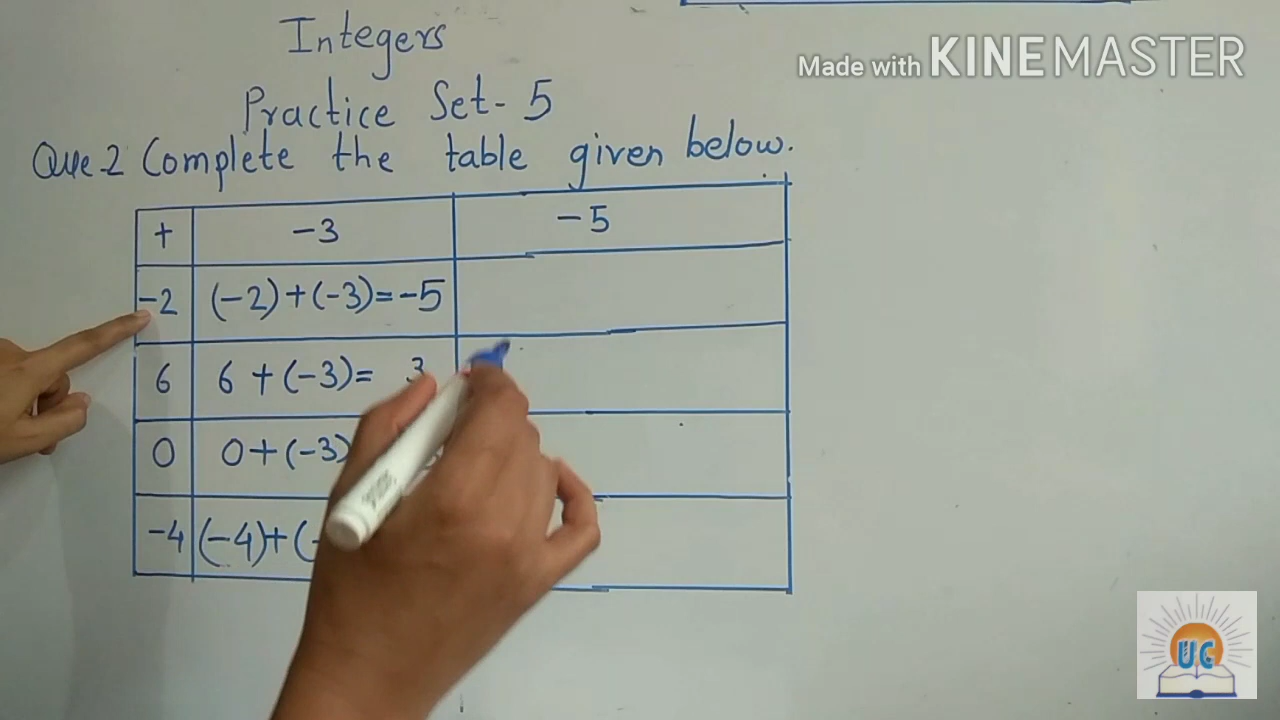 Integers
Made with KINEMASTER
Practice Set-5
Que.2 Complete the table given below.
+ -3 -5
-2 (-2)+(-3)=-5
6 6+(-3)= 3
0 0+(-3)
-4 (-4)+(-
UC